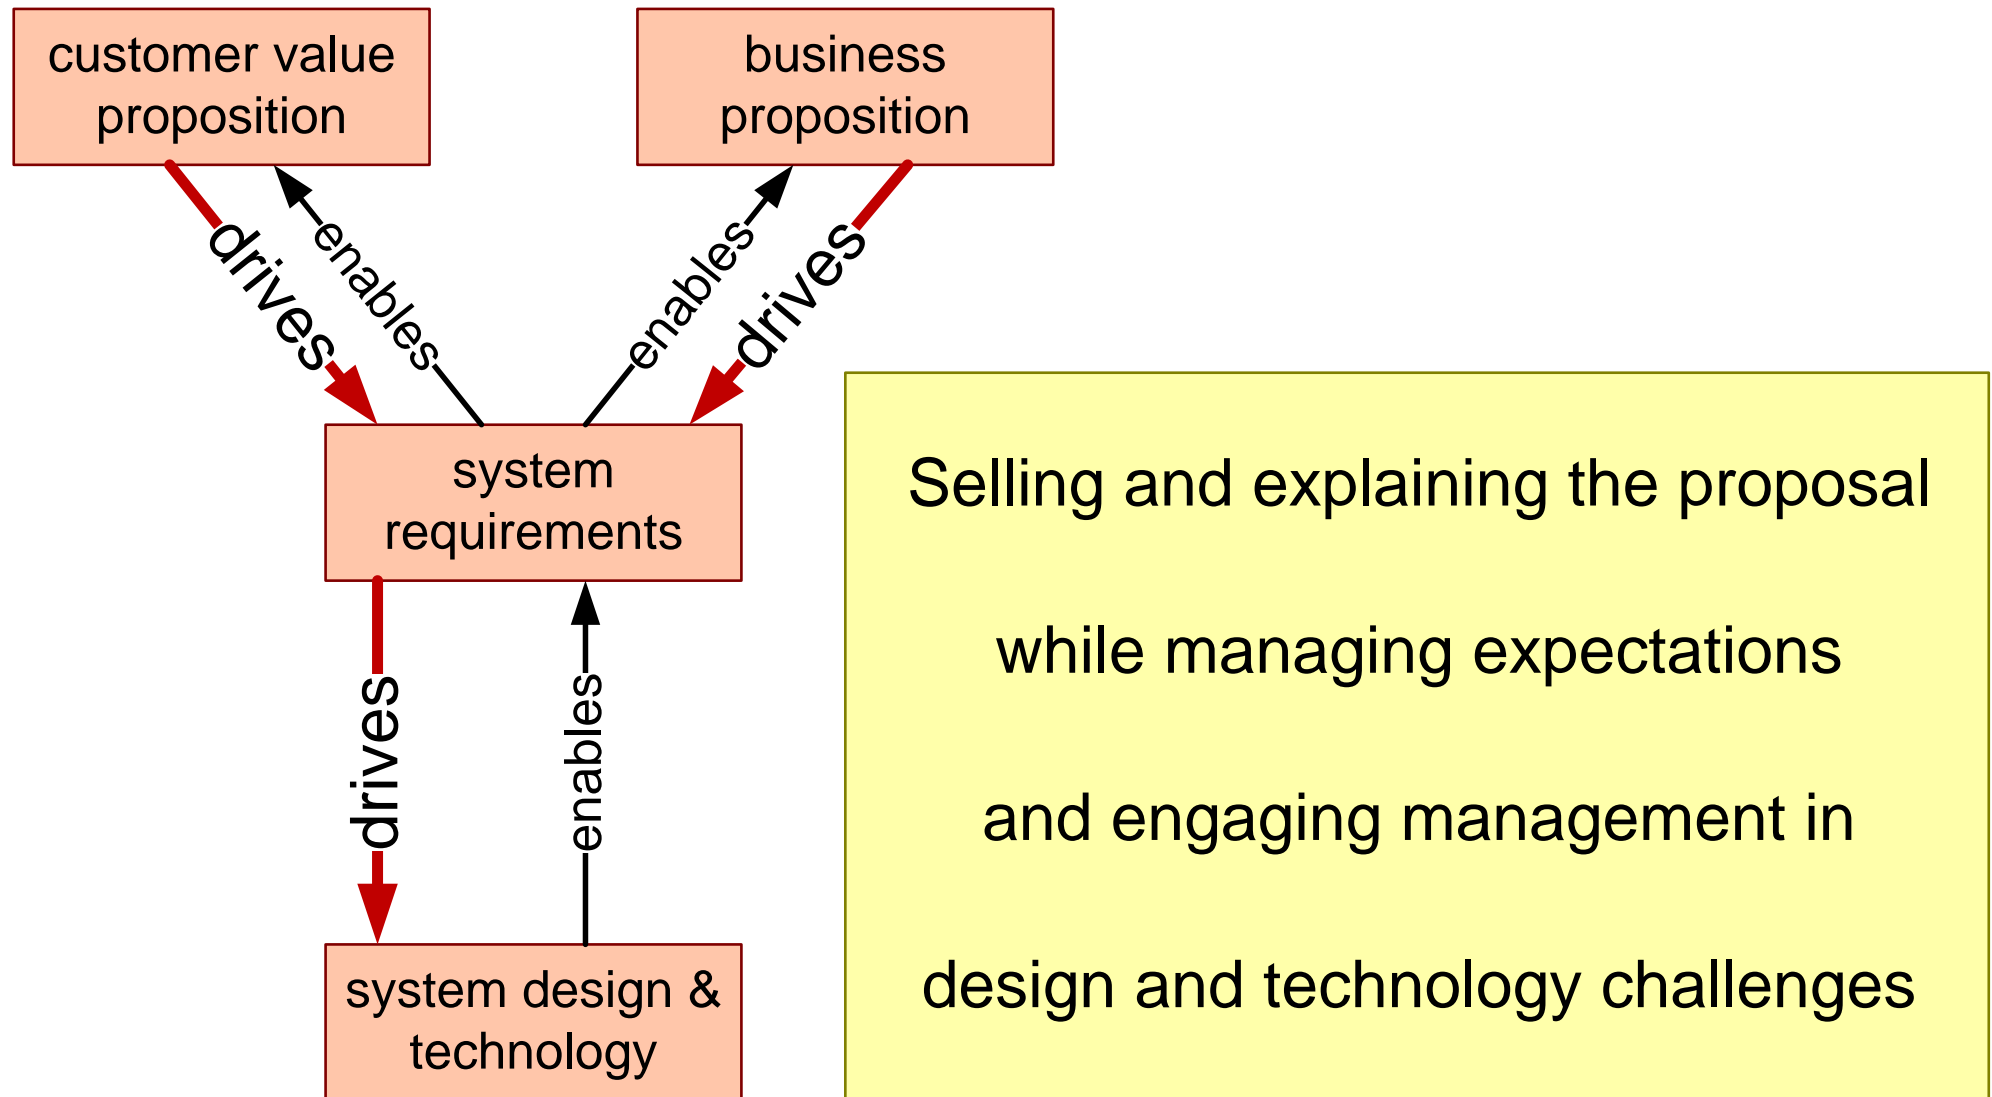 customer value
proposition
business
proposition
drives
enables
enables
drives
system
requirements
drives
enables
system design &
technology
Selling and explaining the proposal
while managing expectations
and engaging management in
design and technology challenges